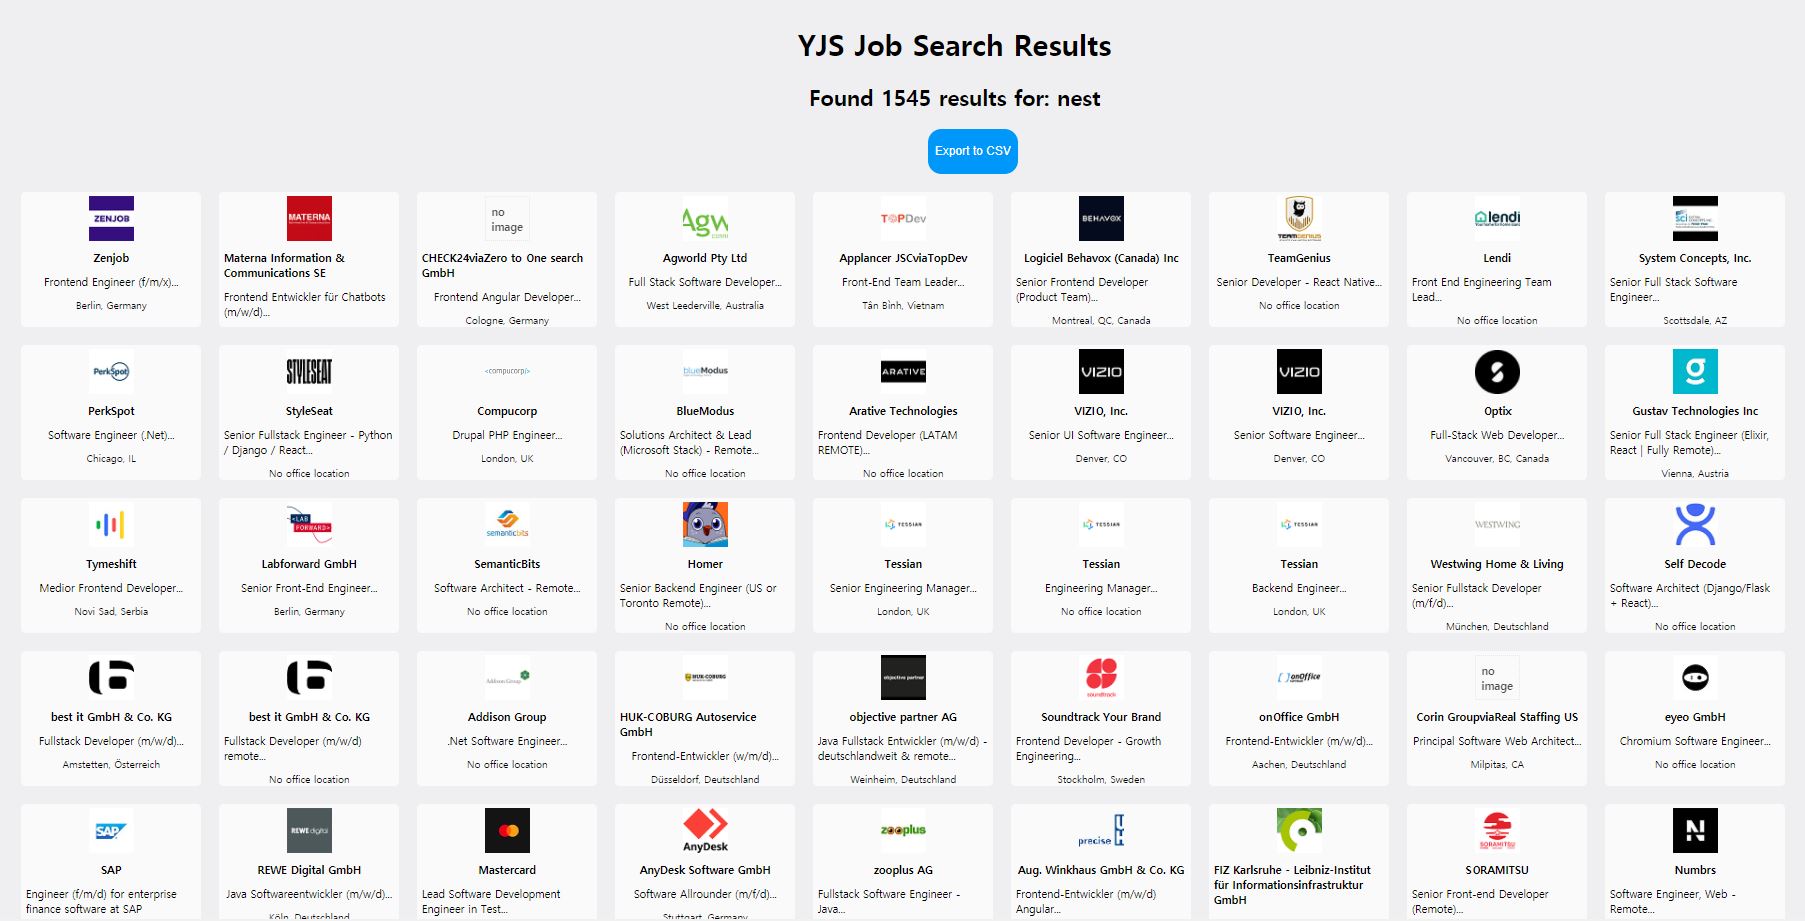 YJS Job Search Results
Found 1545 results for: nest
Export to CSV
ZENJOB
Zenjob
Frontend Engineer (f/m/x)...
Berlin, Germany
MATERNA
Materna Information &
Communications SE
Frontend Entwickler für Chatbots
(m/w/d)...
no
image
CHECK24viaZero to One search
GmbH
Frontend Angular Developer...
Cologne, Germany
Agw
Agworld Pty Ltd
Full Stack Software Developer...
West Leederville, Australia
TOPDev
Applancer JSCviaTopDev
Front-End Team Leader...
Tân Bình, Vietnam
BEHAVOX
Logiciel Behavox (Canada) Inc
Senior Frontend Developer
(Product Team)...
Montreal, QC, Canada
TEAMGENIUS
TeamGenius
Senior Developer - React Native...
No office location
lendi
Lendi
Front End Engineering Team
Lead...
No office location
SCI
System Concepts, Inc.
Senior Full Stack Software
Engineer...
Scottsdale, AZ
PerkSpot
PerkSpot
Software Engineer (.Net)...
Chicago, IL
STYLESEAT
StyleSeat
Senior Fullstack Engineer - Python
/ Django / React...
No office location
<compucorp/>
Compucorp
Drupal PHP Engineer...
London, UK
blueModus
BlueModus
Solutions Architect & Lead
(Microsoft Stack) - Remote...
No office location
ARATIVE
Arative Technologies
Frontend Developer (LATAM
REMOTE)...
No office location
VIZIO
VIZIO, Inc.
Senior UI Software Engineer...
Denver, CO
VIZIO
VIZIO, Inc.
Senior Software Engineer...
Denver, CO
Optix
Full-Stack Web Developer...
Vancouver, BC, Canada
g
Gustav Technologies Inc
Senior Full Stack Engineer (Elixir,
React | Fully Remote)...
Vienna, Austria
Tymeshift
Medior Frontend Developer...
Novi Sad, Serbia
<LAB
FORWARD>
Labforward GmbH
Senior Front-End Engineer...
Berlin, Germany
semanticbits
SemanticBits
Software Architect - Remote...
No office location
Homer
Senior Backend Engineer (US or
Toronto Remote)...
No office location
TESSIAN
Tessian
Senior Engineering Manager...
London, UK
TESSIAN
Tessian
Engineering Manager...
No office location
TESSIAN
Tessian
Backend Engineer...
London, UK
WESTWING
Westwing Home & Living
Senior Fullstack Developer
(m/f/d)...
München, Deutschland
Self Decode
Software Architect (Django/Flask
+ React)...
No office location
best it GmbH & Co. KG
Fullstack Developer (m/w/d)...
Amstetten, Österreich
best it GmbH & Co. KG
Fullstack Developer (m/w/d)
remote...
No office location
Addison Group
Addison Group
.Net Software Engineer...
No office location
HUK-COBURG
HUK-COBURG Autoservice
GmbH
Frontend-Entwickler (w/m/d)...
Düsseldorf, Deutschland
objective partner
objective partner AG
Java Fullstack Entwickler (m/w/d) -
deutschlandweit & remote...
Weinheim, Deutschland
soundtrack
Soundtrack Your Brand
Frontend Developer - Growth
Engineering...
Stockholm, Sweden
onOffice
onOffice GmbH
Frontend-Entwickler (m/w/d)...
Aachen, Deutschland
no
image
Corin GroupviaReal Staffing US
Principal Software Web Architect...
Milpitas, CA
eyeo GmbH
Chromium Software Engineer...
No office location
SAP
SAP
Engineer (f/m/d) for enterprise
finance software at SAP
REWE digital
REWE Digital GmbH
Java Softwareentwickler (m/w/d)...
Köln, Deutschland
Mastercard
Lead Software Development
Engineer in Test...
AnyDesk
AnyDesk Software GmbH
Software Allrounder (m/f/d)...
Stuttgart, Germany
zooplus
zooplus AG
Fullstack Software Engineer -
Java...
precise
Aug. Winkhaus GmbH & Co. KG
Frontend-Entwickler (m/w/d)
Angular...
FIZ Karlsruhe - Leibniz-Institut
für Informationsinfrastruktur
GmbH
SORAMITSU
SORAMITSU
Senior Front-end Developer
(Remote)...
N
Numbrs
Software Engineer, Web -
Remote...